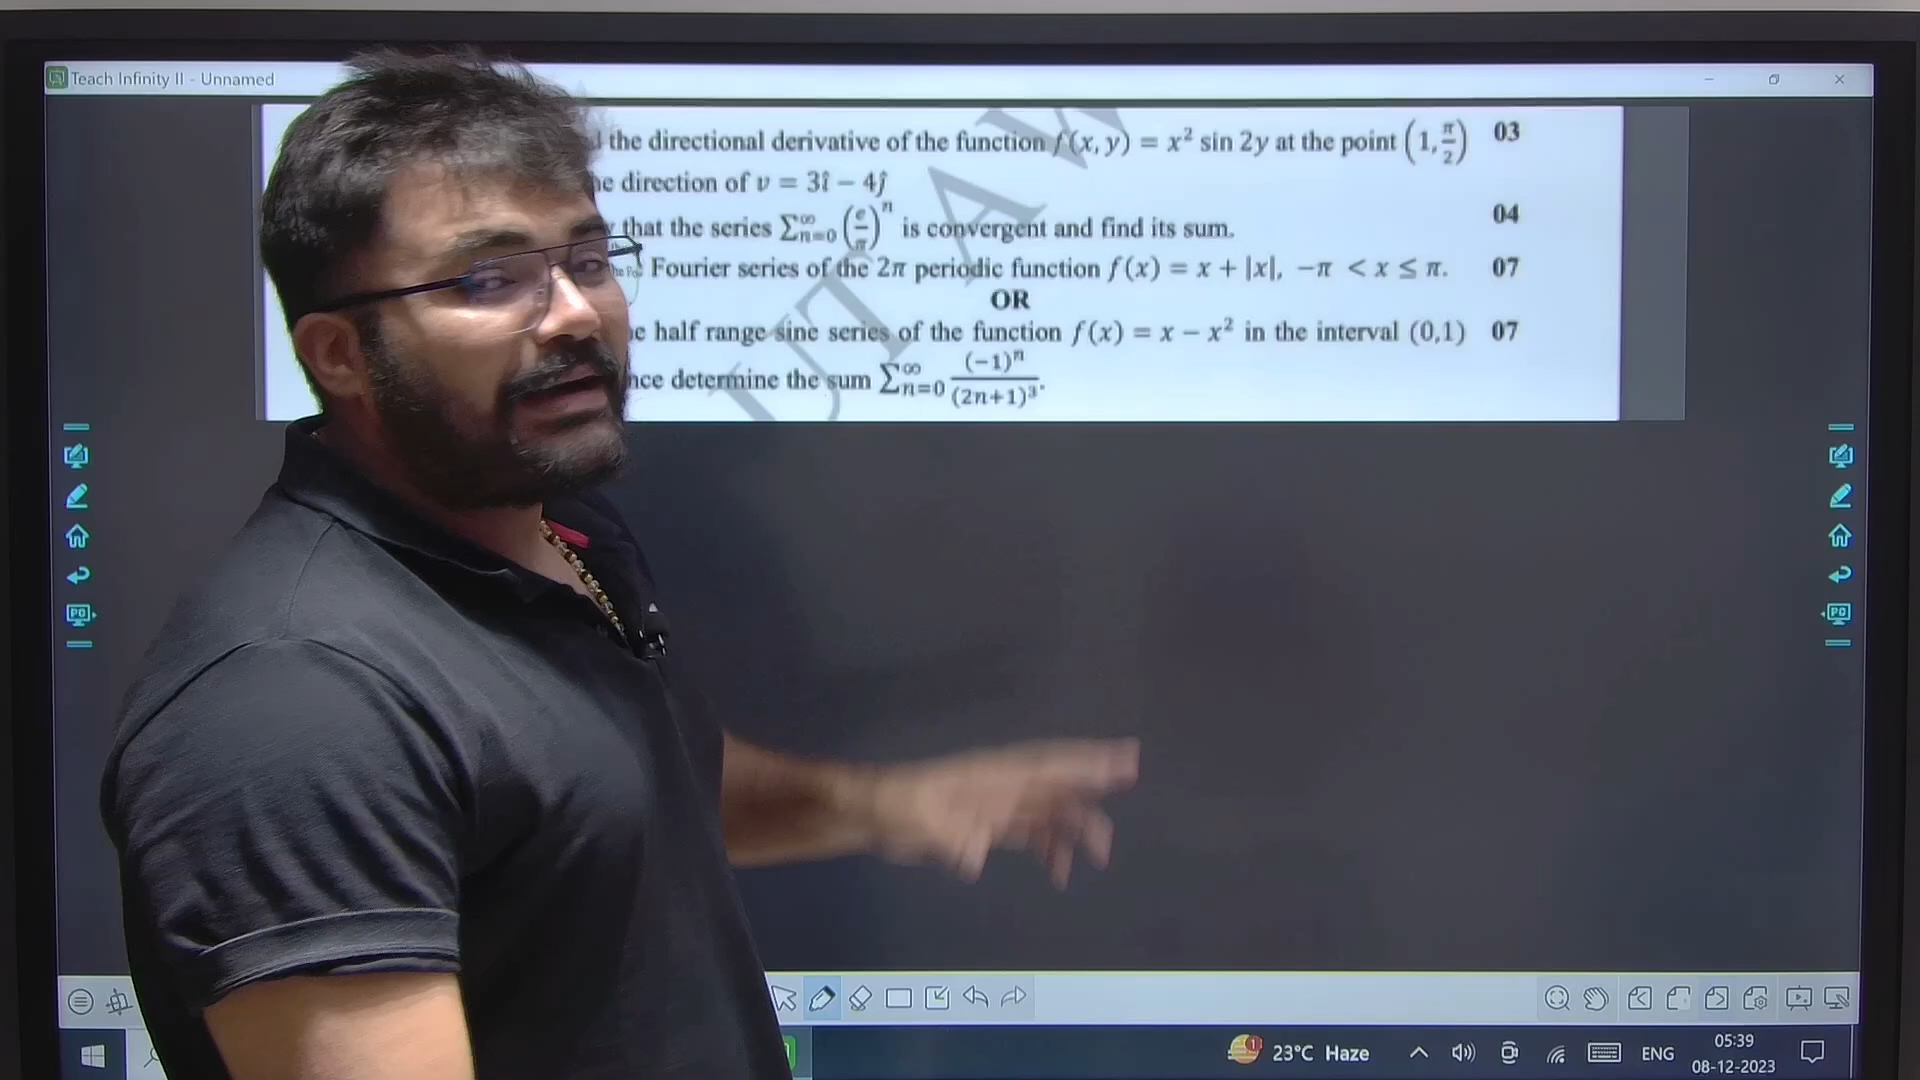 Teach Infinity II - Unnamed
the directional derivative of the function f(x, y) = x² sin 2y at the point (1, π/2) 03
direction of v = 3î − 4ĵ
that the series ∑_{n=0}^{∞} (e/π)^n is convergent and find its sum. 04
Fourier series of the 2π periodic function f(x) = x + |x|, −π < x ≤ π. 07
OR
half range sine series of the function f(x) = x − x² in the interval (0,1) 07
determine the sum ∑_{n=0}^{∞} (−1)^n/(2n+1)^3.
23°C Haze
ENG
05:39
08-12-2023